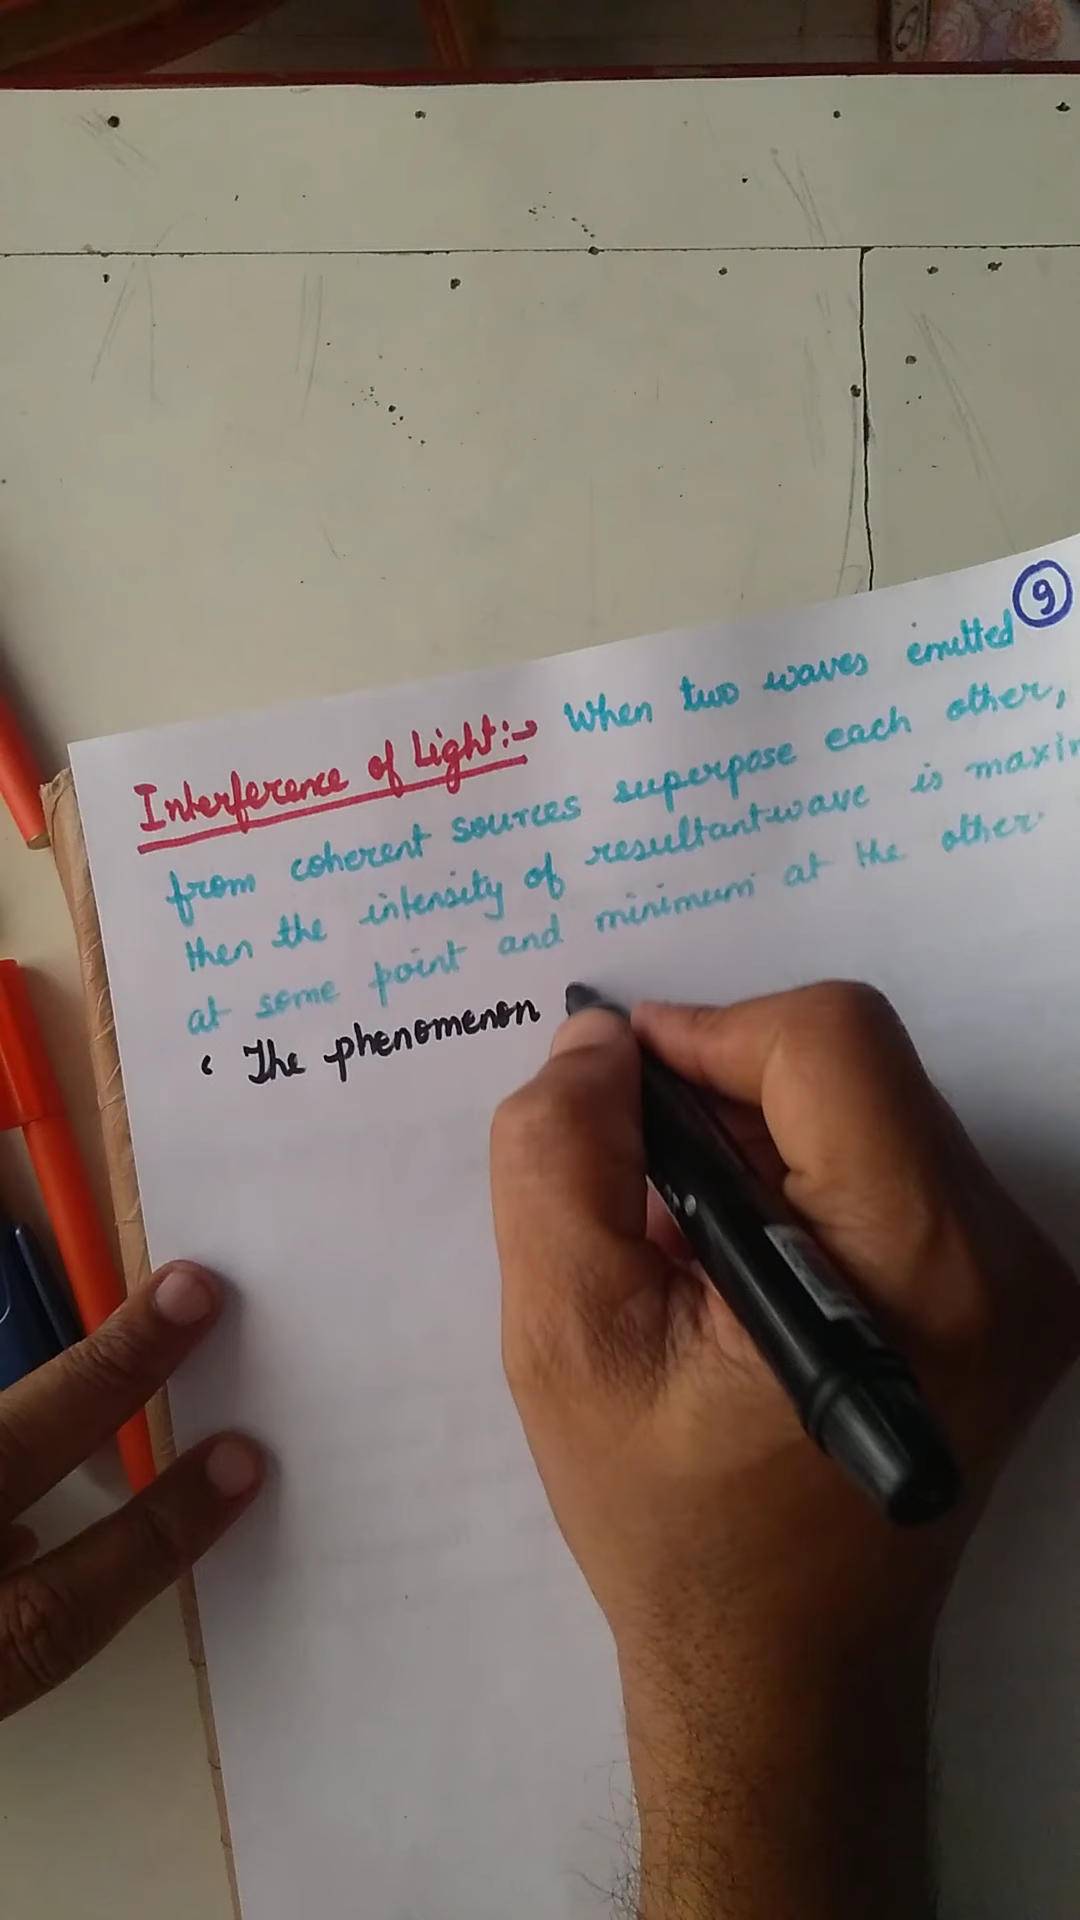 9
Interference of Light:→ When two waves emitted
from coherent sources superpose each other,
then the intensity of resultant wave is maxim
at some point and minimum at the other
‘ The phenomenon